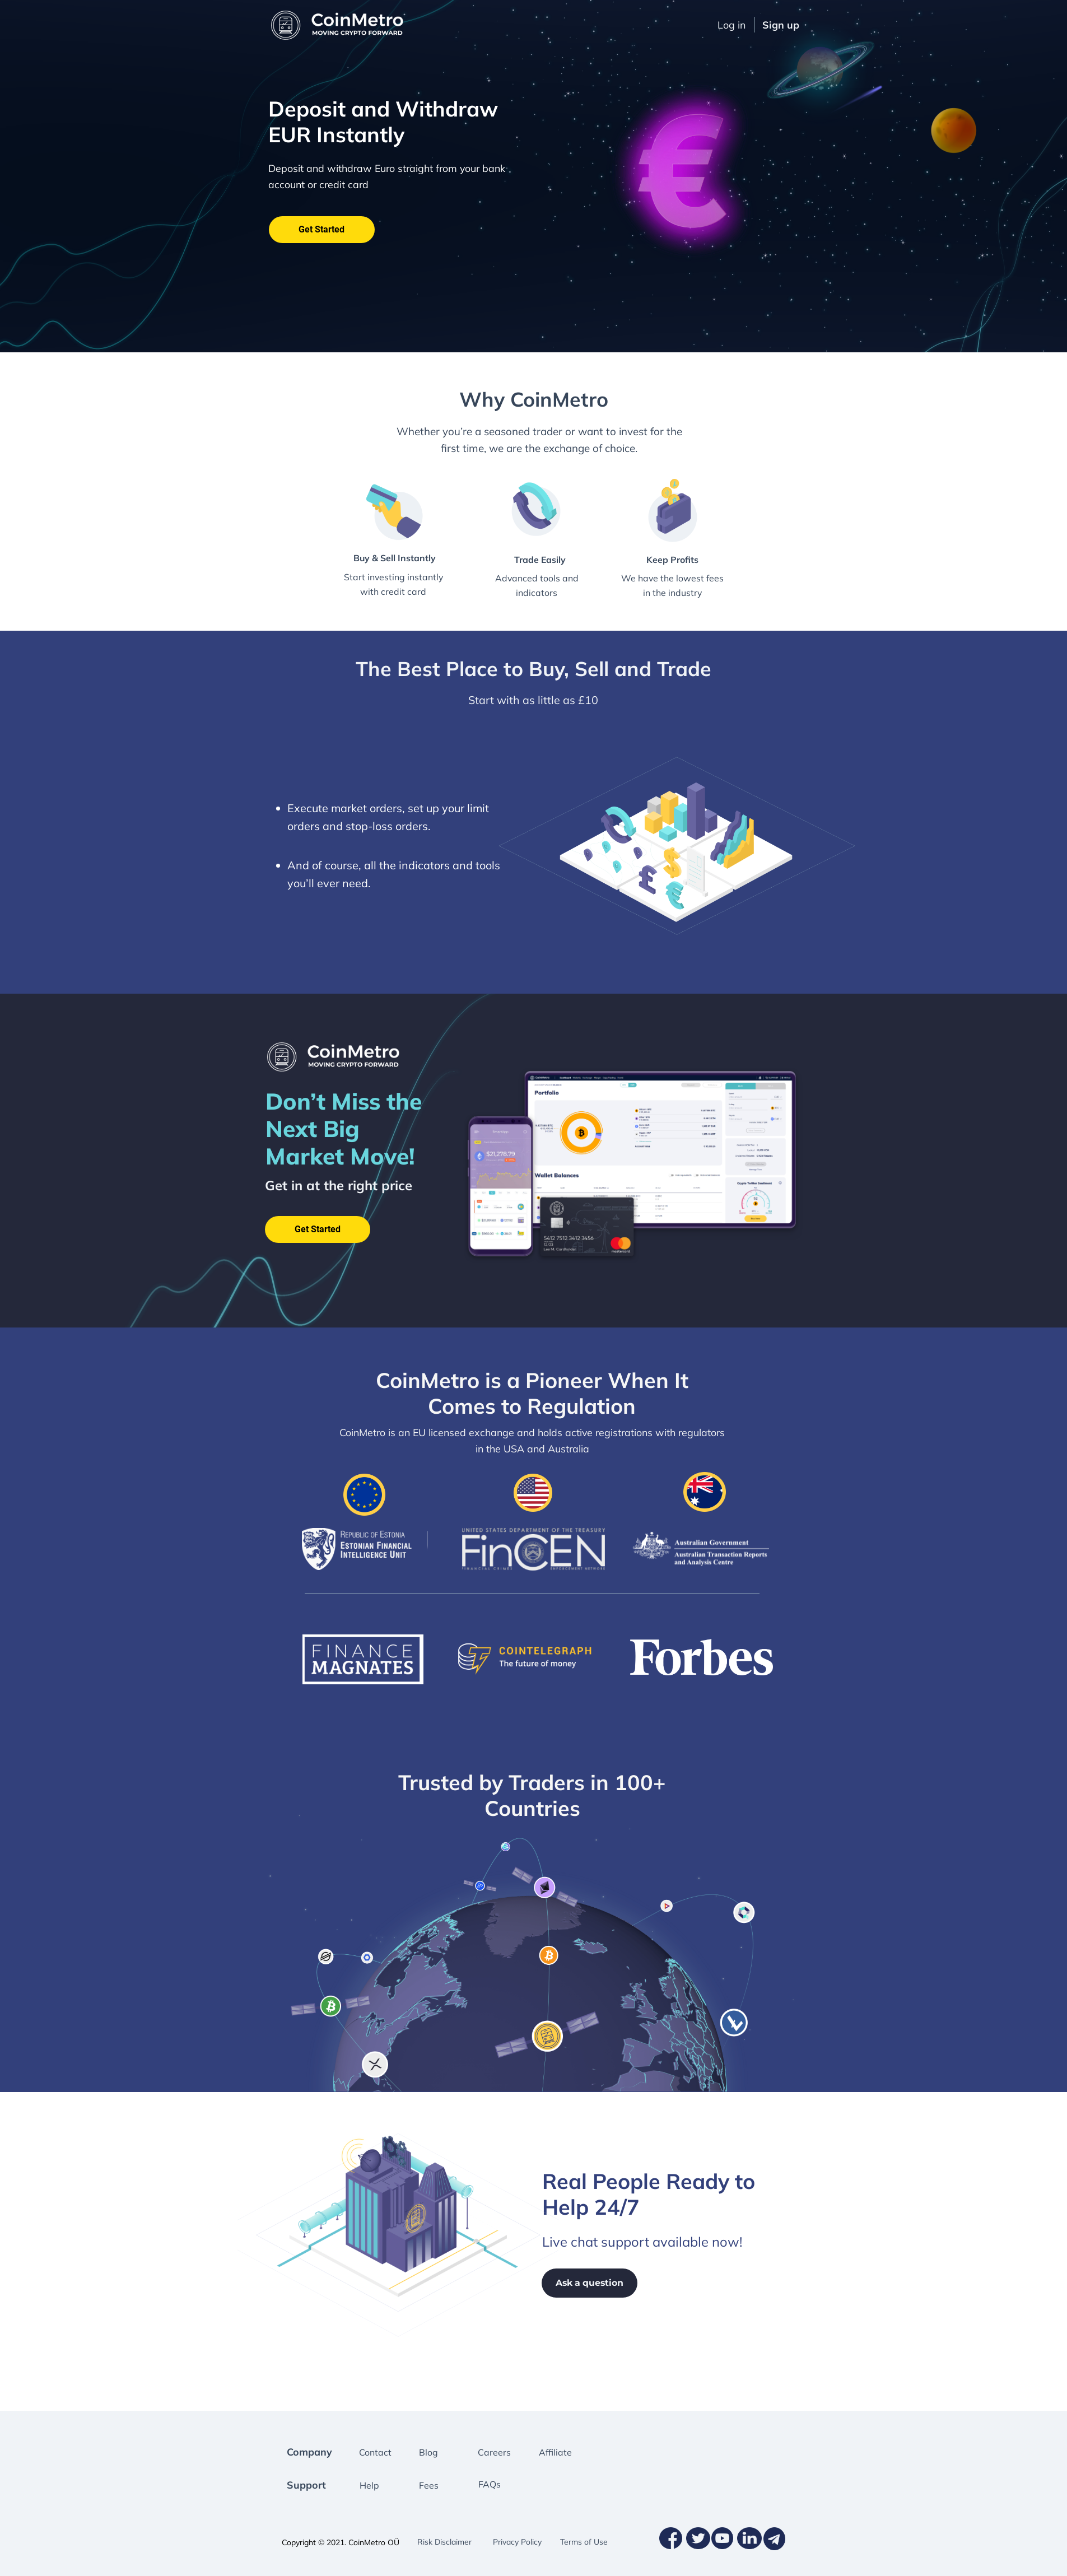 CoinMetro
MOVING CRYPTO FORWARD
Log in
Sign up
Deposit and Withdraw
EUR Instantly
Deposit and withdraw Euro straight from your bank
account or credit card
Get Started
Why CoinMetro
Whether you're a seasoned trader or want to invest for the
first time, we are the exchange of choice.
Buy & Sell Instantly
Start investing instantly
with credit card
Trade Easily
Advanced tools and
indicators
Keep Profits
We have the lowest fees
in the industry
The Best Place to Buy, Sell and Trade
Start with as little as £10
• Execute market orders, set up your limit
orders and stop-loss orders.
• And of course, all the indicators and tools
you'll ever need.
CoinMetro
MOVING CRYPTO FORWARD
Don't Miss the
Next Big
Market Move!
Get in at the right price
Get Started
Portfolio
Wallet Balances
$31,278.79
5412 7512 3412 3456
CoinMetro is a Pioneer When It
Comes to Regulation
CoinMetro is an EU licensed exchange and holds active registrations with regulators
in the USA and Australia
REPUBLIC OF ESTONIA
ESTONIAN FINANCIAL
INTELLIGENCE UNIT
UNITED STATES DEPARTMENT OF THE TREASURY
FinCEN
FINANCIAL CRIMES ENFORCEMENT NETWORK
Australian Government
Australian Transaction Reports
and Analysis Centre
FINANCE
MAGNATES
COINTELEGRAPH
The future of money
Forbes
Trusted by Traders in 100+
Countries
Real People Ready to
Help 24/7
Live chat support available now!
Ask a question
Company
Contact
Blog
Careers
Affiliate
Support
Help
Fees
FAQs
Copyright © 2021. CoinMetro OÜ
Risk Disclaimer
Privacy Policy
Terms of Use